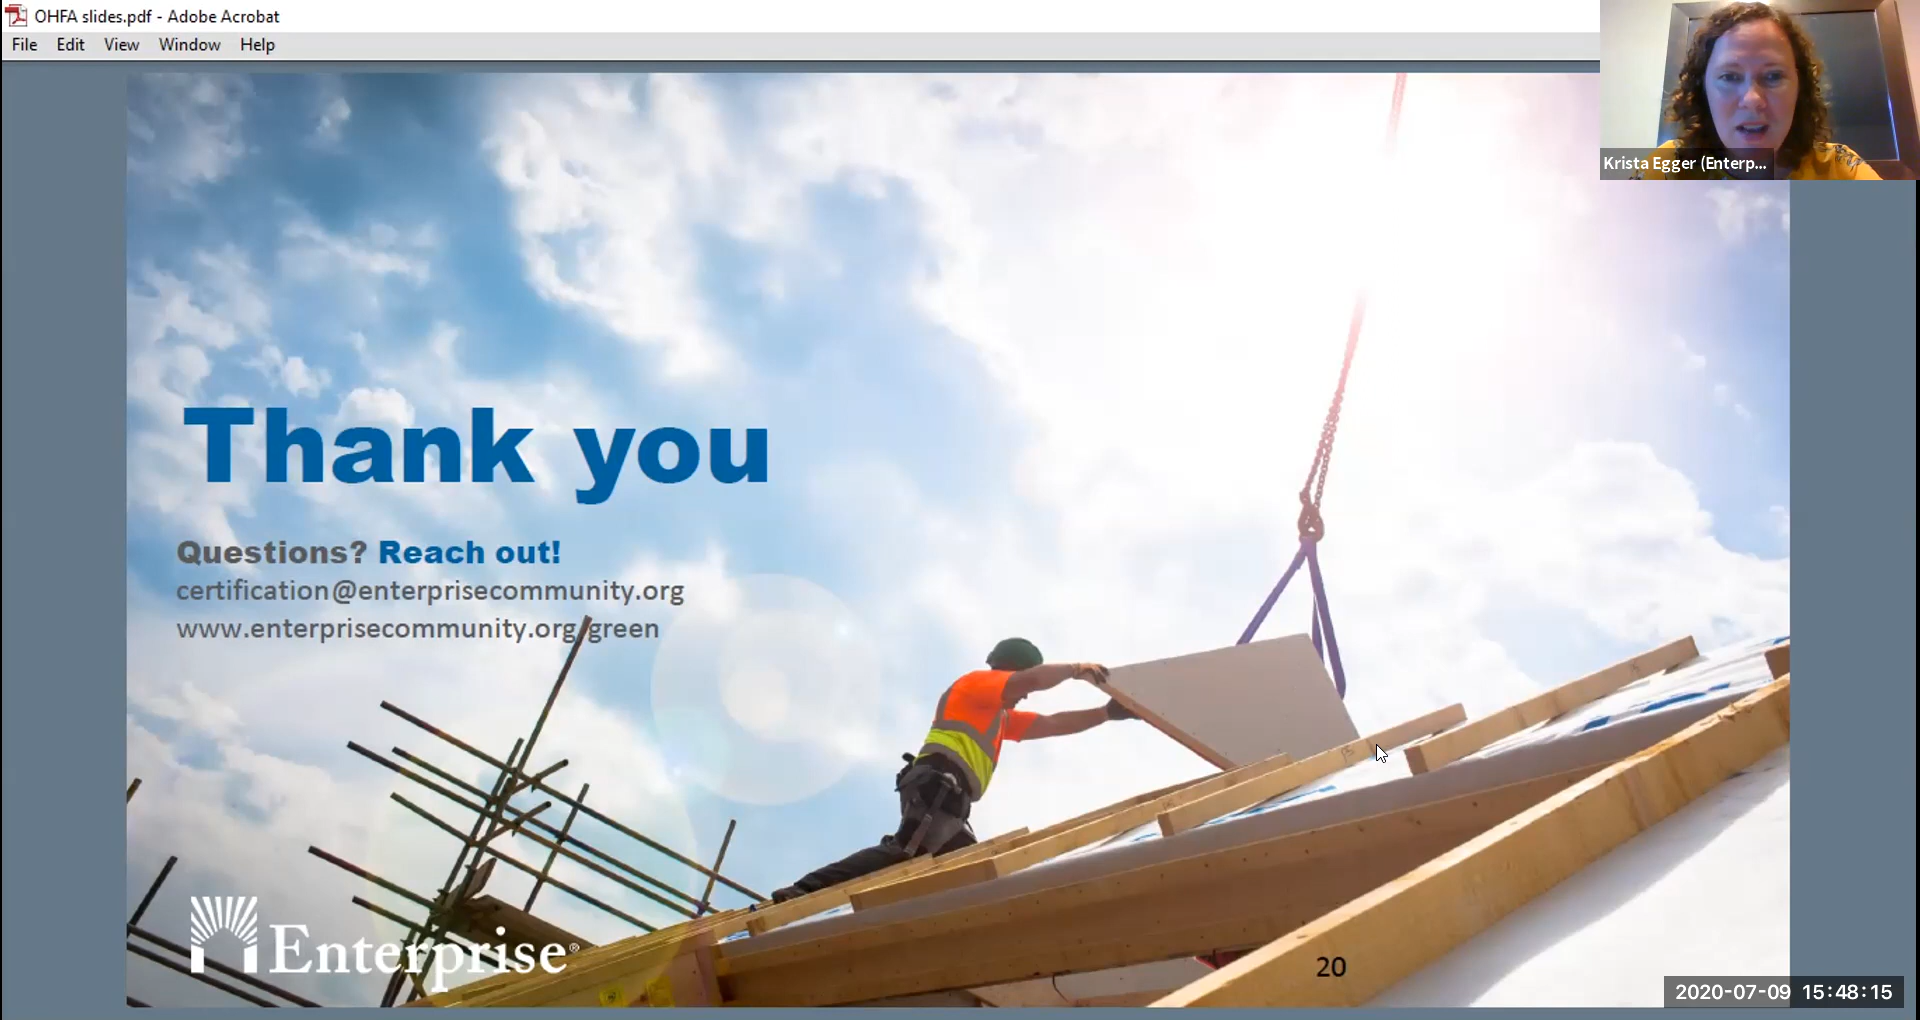 OHFA slides.pdf - Adobe Acrobat
File Edit View Window Help
Krista Egger (Enterp...
Thank you
Questions? Reach out!
certification@enterprisecommunity.org
www.enterprisecommunity.org/green
Enterprise®
20
2020-07-09 15:48:15